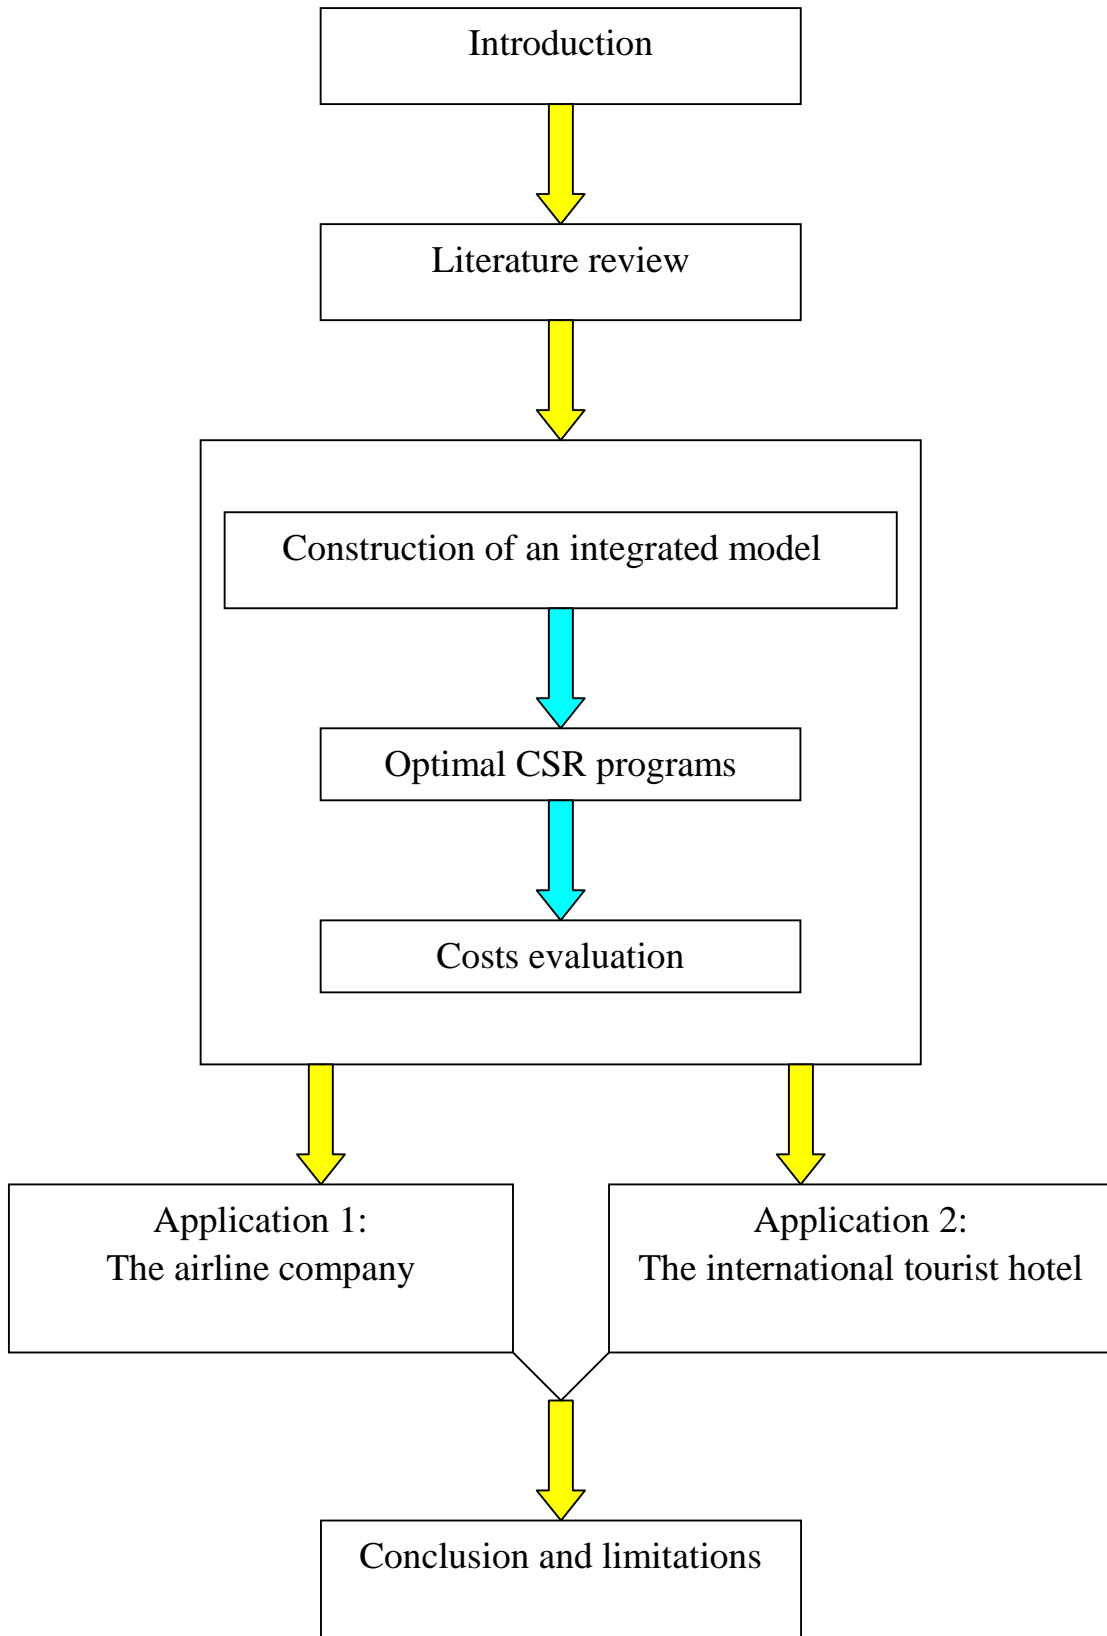 Introduction
Literature review
Construction of an integrated model
Optimal CSR programs
Costs evaluation
Application 1:
The airline company
Application 2:
The international tourist hotel
Conclusion and limitations